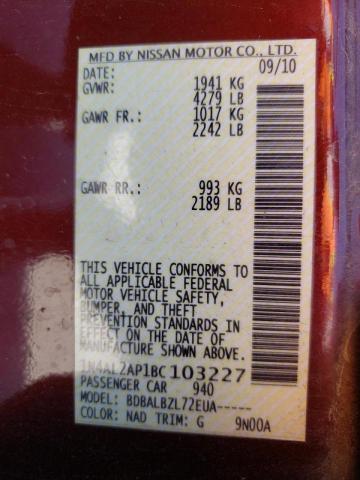 MFD BY NISSAN MOTOR CO., LTD.
DATE: 09/10
GVWR: 1941 KG
4279 LB
GAWR FR: 1017 KG
2242 LB
GAWR RR: 993 KG
2189 LB
THIS VEHICLE CONFORMS TO
ALL APPLICABLE FEDERAL
MOTOR VEHICLE SAFETY,
BUMPER, AND THEFT
PREVENTION STANDARDS IN
EFFECT ON THE DATE OF
MANUFACTURE SHOWN ABOVE.
1N4AL2AP1BC 103227
PASSENGER CAR 940
MODEL: BDBALBZL72EUA-----
COLOR: NAD TRIM: G 9N00A